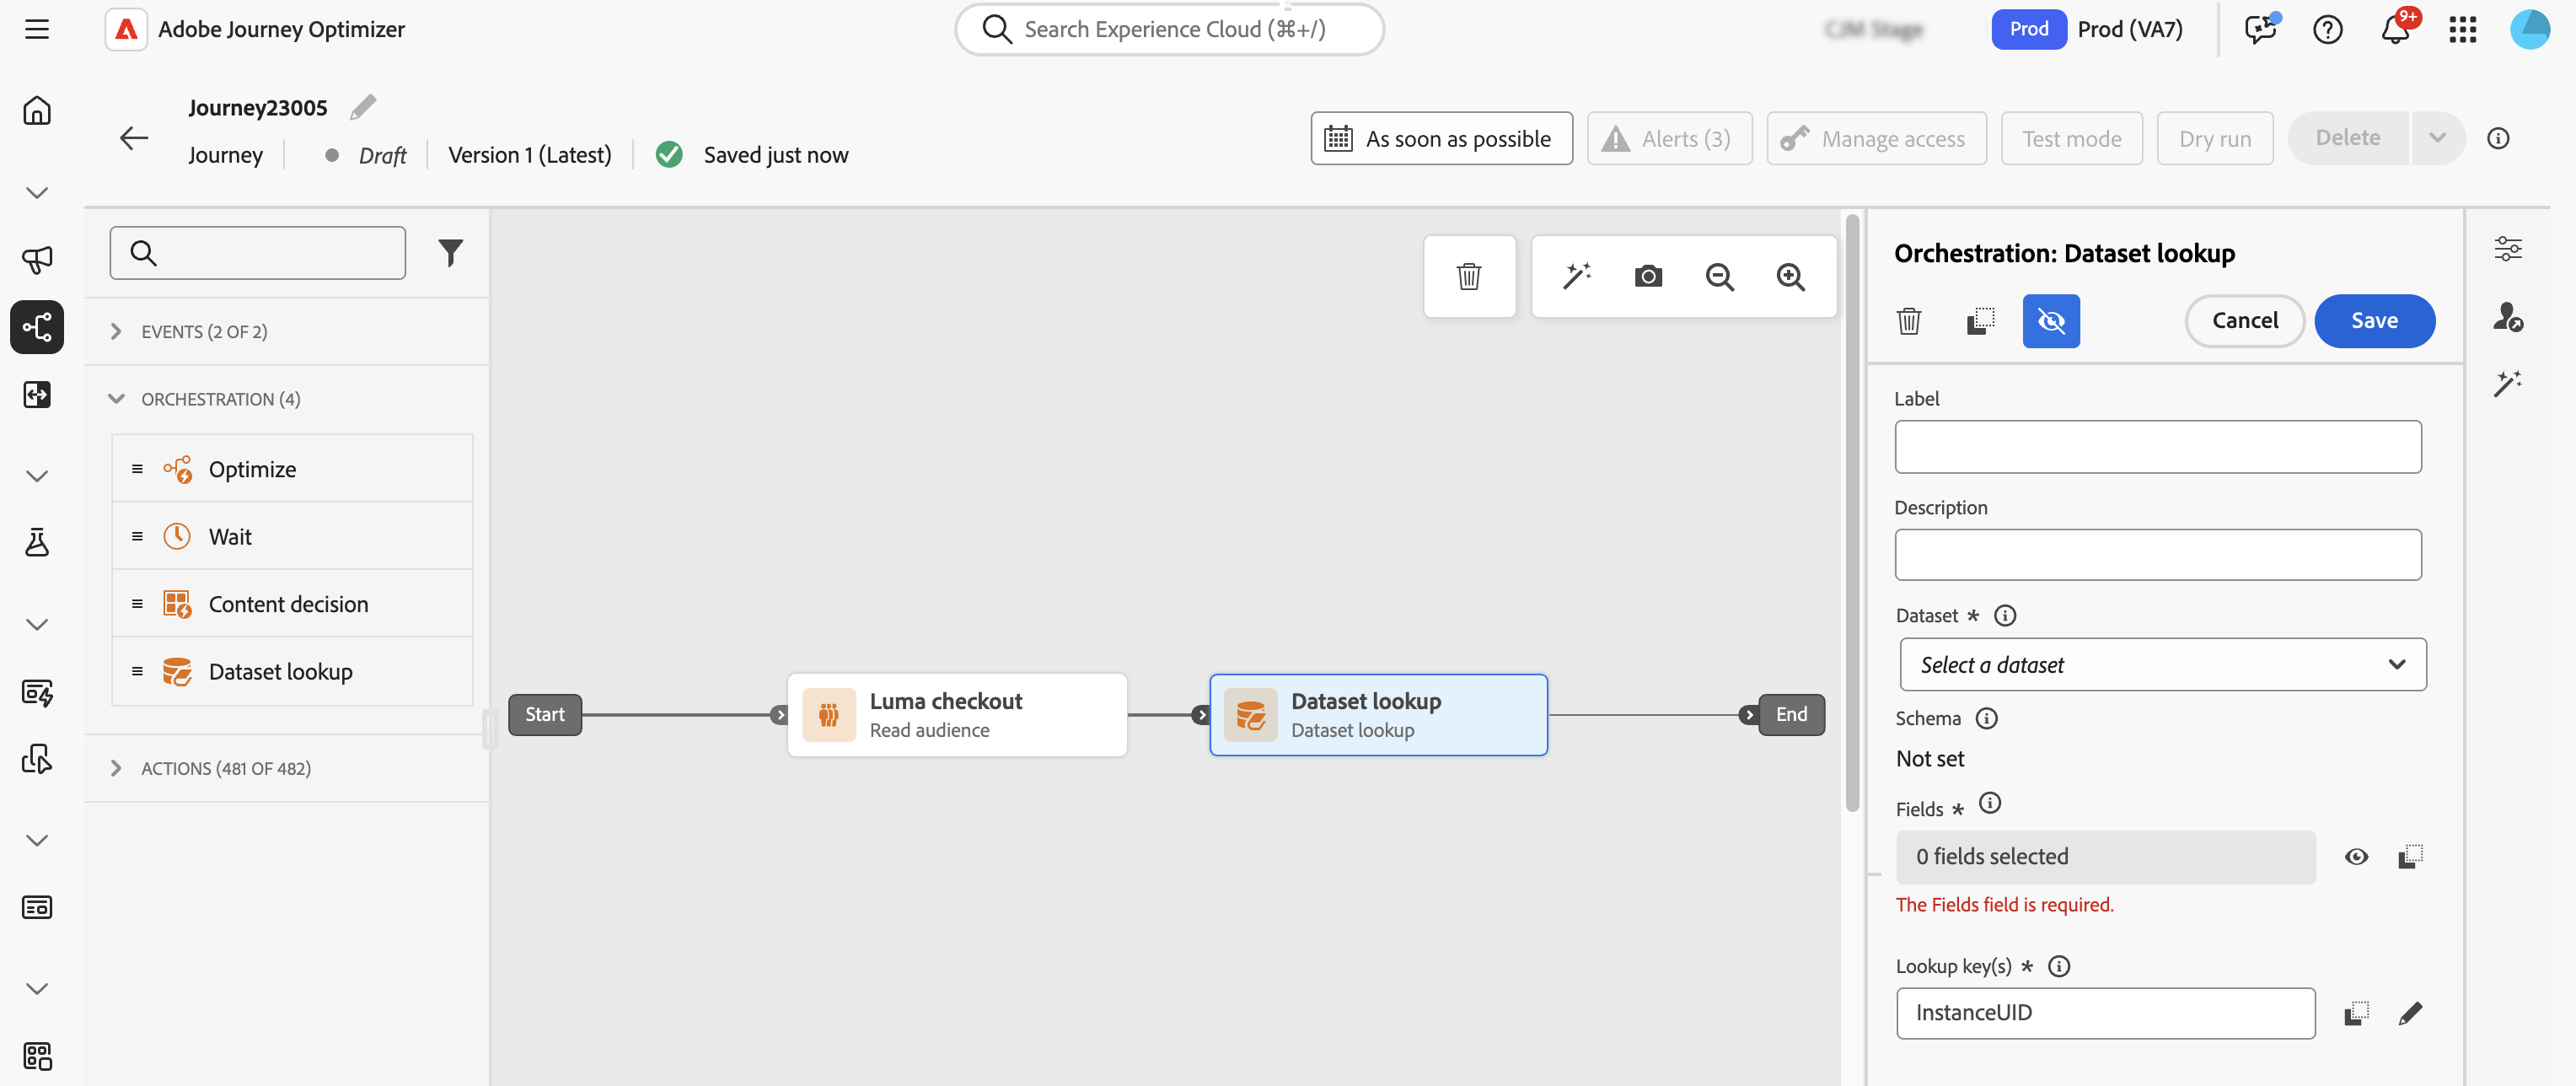 Adobe Journey Optimizer
Search Experience Cloud (⌘+/)
Prod
Prod (VA7)
9+
Journey23005
Journey
Draft
Version 1 (Latest)
Saved just now
As soon as possible
Alerts (3)
Manage access
Test mode
Dry run
Delete
EVENTS (2 OF 2)
ORCHESTRATION (4)
Optimize
Wait
Content decision
Dataset lookup
ACTIONS (481 OF 482)
Start
Luma checkout
Read audience
Dataset lookup
Dataset lookup
End
Orchestration: Dataset lookup
Cancel
Save
Label
Description
Dataset *
Select a dataset
Schema
Not set
Fields *
0 fields selected
The Fields field is required.
Lookup key(s) *
InstanceUID